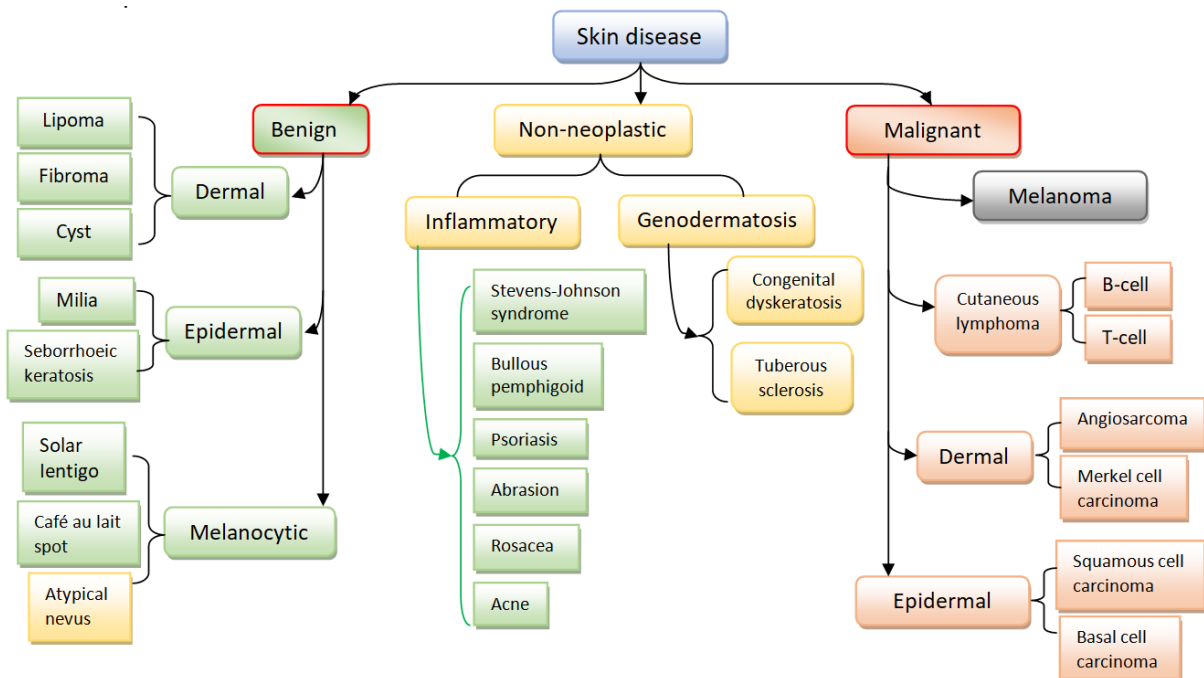 Skin disease
Benign
Non-neoplastic
Malignant
Lipoma
Fibroma
Cyst
Dermal
Milia
Seborrhoeic
keratosis
Epidermal
Solar
lentigo
Café au lait
spot
Atypical
nevus
Melanocytic
Inflammatory
Genodermatosis
Stevens-Johnson
syndrome
Bullous
pemphigoid
Psoriasis
Abrasion
Rosacea
Acne
Congenital
dyskeratosis
Tuberous
sclerosis
Melanoma
Cutaneous
lymphoma
B-cell
T-cell
Dermal
Angiosarcoma
Merkel cell
carcinoma
Epidermal
Squamous cell
carcinoma
Basal cell
carcinoma